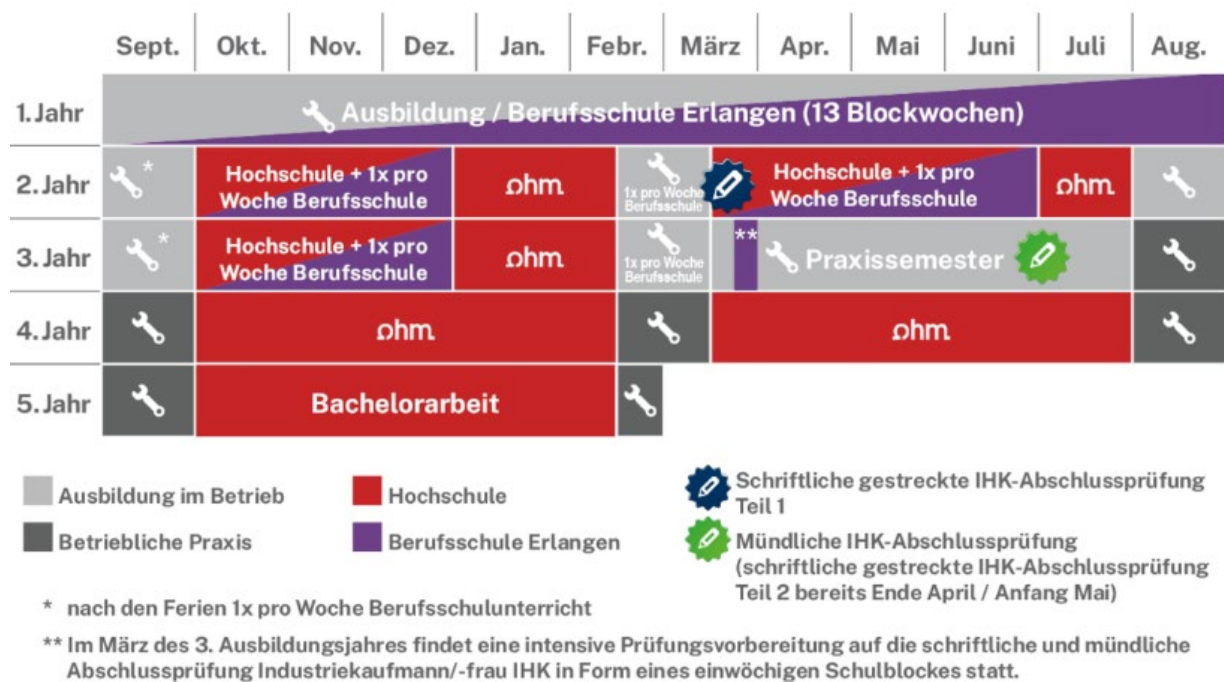 Sept. Okt. Nov. Dez. Jan. Febr. März Apr. Mai Juni Juli Aug.
1. Jahr
Ausbildung / Berufsschule Erlangen (13 Blockwochen)
2. Jahr
*
Hochschule + 1x pro
Woche Berufsschule
ohm
1x pro Woche
Berufsschule
Hochschule + 1x pro
Woche Berufsschule
ohm
3. Jahr
*
Hochschule + 1x pro
Woche Berufsschule
ohm
1x pro Woche
Berufsschule
**
Praxissemester
4. Jahr
ohm
ohm
5. Jahr
Bachelorarbeit
Ausbildung im Betrieb
Betriebliche Praxis
Hochschule
Berufsschule Erlangen
Schriftliche gestreckte IHK-Abschlussprüfung
Teil 1
Mündliche IHK-Abschlussprüfung
(schriftliche gestreckte IHK-Abschlussprüfung
Teil 2 bereits Ende April / Anfang Mai)
* nach den Ferien 1x pro Woche Berufsschulunterricht
** Im März des 3. Ausbildungsjahres findet eine intensive Prüfungsvorbereitung auf die schriftliche und mündliche
Abschlussprüfung Industriekaufmann/-frau IHK in Form eines einwöchigen Schulblockes statt.